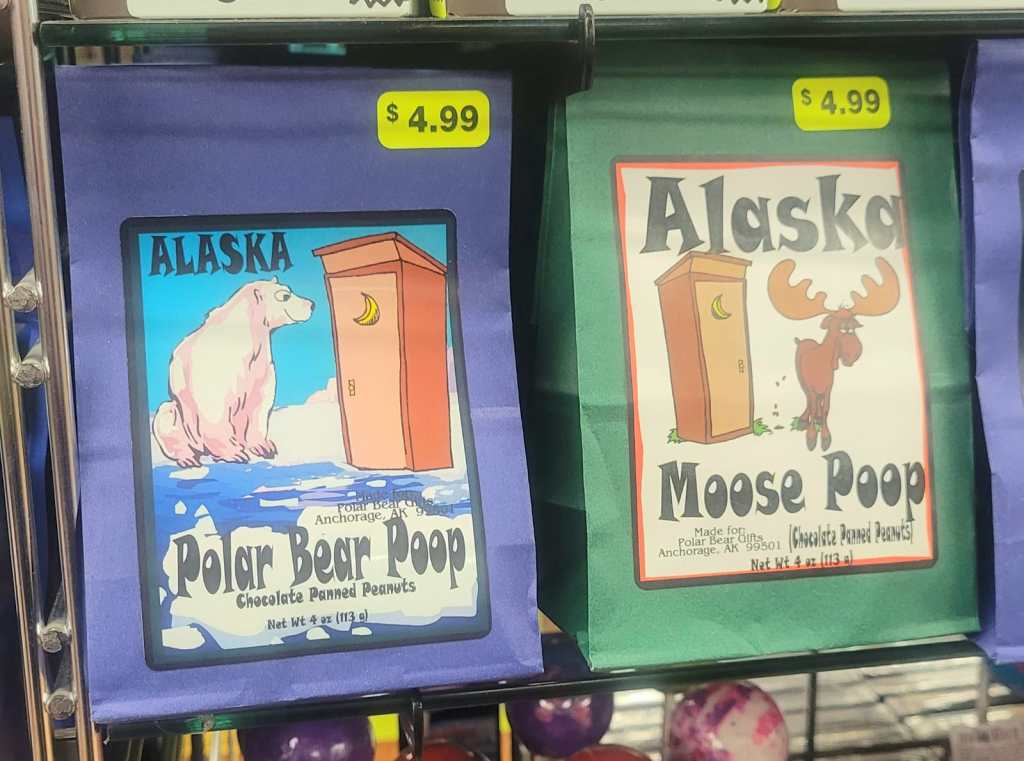 $ 4.99
ALASKA
Made for:
Polar Bear Gifts
Anchorage, AK 99501
Polar Bear Poop
Chocolate Panned Peanuts
Net Wt 4 oz (113 g)
$ 4.99
Alaska
Moose Poop
Made for:
Polar Bear Gifts
Anchorage, AK 99501
(Chocolate Panned Peanuts)
Net Wt 4 oz (113 g)